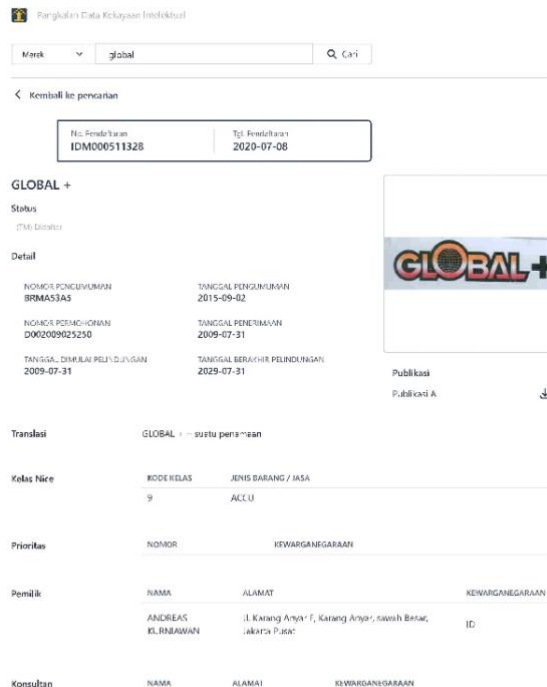 Pangkalan Data Kekayaan Intelektual
Merek global Cari
Kembali ke pencarian
No. Pendaftaran Tgl. Pendaftaran
IDM000511328 2020-07-08
GLOBAL +
Status
(TM) Didaftar
Detail
NOMOR PENGUMUMAN TANGGAL PENGUMUMAN
BRMA53A5 2015-09-02
NOMOR PERMOHONAN TANGGAL PENERIMAAN
D002009025250 2009-07-31
TANGGAL DIMULAI PELINDUNGAN TANGGAL BERAKHIR PELINDUNGAN
2009-07-31 2029-07-31
GLOBAL+
Publikasi
Publikasi A
Translasi GLOBAL + = suatu penamaan
Kelas Nice KODE KELAS JENIS BARANG / JASA
9 ACCU
Prioritas NOMOR KEWARGANEGARAAN
Pemilik NAMA ALAMAT KEWARGANEGARAAN
ANDREAS Jl. Karang Anyar F, Karang Anyar, sawah Besar, ID
KURNIAWAN Jakarta Pusat
Konsultan NAMA ALAMAT KEWARGANEGARAAN